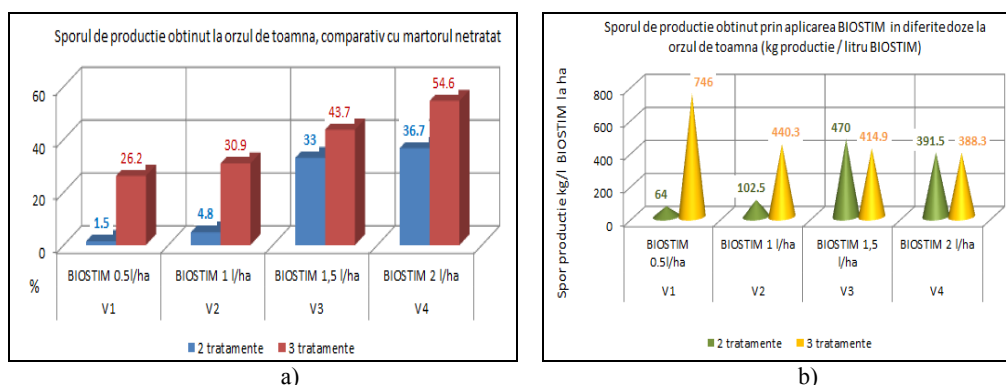 Sporul de productie obtinut la orzul de toamna, comparativ cu martorul netratat
60
40
20
0
%
1.5
26.2
4.8
30.9
33
43.7
36.7
54.6
BIOSTIM 0.5l/ha
BIOSTIM 1 l/ha
BIOSTIM 1,5 l/ha
BIOSTIM 2 l/ha
V1
V2
V3
V4
2 tratamente
3 tratamente
a)
Sporul de productie obtinut prin aplicarea BIOSTIM in diferite doze la
orzul de toamna (kg productie / litru BIOSTIM)
Spor productie kg/l BIOSTIM la ha
800
600
400
200
0
64
746
102.5
440.3
470
414.9
391.5
388.3
BIOSTIM
0.5l/ha
BIOSTIM 1 l/ha
BIOSTIM 1,5
l/ha
BIOSTIM 2 l/ha
V1
V2
V3
V4
2 tratamente
3 tratamente
b)